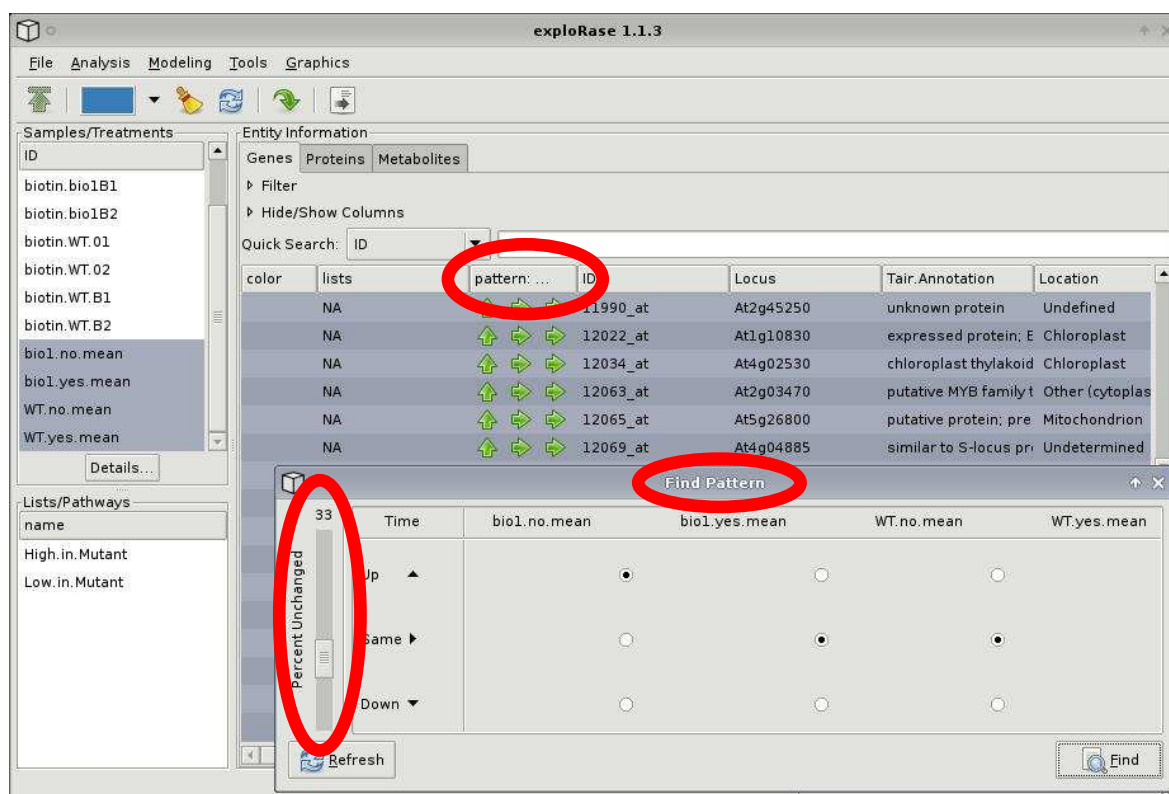 exploRase 1.1.3
File Analysis Modeling Tools Graphics
Samples/Treatments
ID
biotin.bio1B1
biotin.bio1B2
biotin.WT.01
biotin.WT.02
biotin.WT.B1
biotin.WT.B2
bio1.no.mean
bio1.yes.mean
WT.no.mean
WT.yes.mean
Details...
Lists/Pathways
name
High.in.Mutant
Low.in.Mutant
Entity Information
Genes Proteins Metabolites
Filter
Hide/Show Columns
Quick Search: ID
color lists pattern: ... ID Locus Tair.Annotation Location
NA 11990_at At2g45250 unknown protein Undefined
NA 12022_at At1g10830 expressed protein; E Chloroplast
NA 12034_at At4g02530 chloroplast thylakoid Chloroplast
NA 12063_at At2g03470 putative MYB family t Other (cytoplas
NA 12065_at At5g26800 putative protein; pre Mitochondrion
NA 12069_at At4g04885 similar to S-locus pr Undetermined
Find Pattern
33 Time bio1.no.mean bio1.yes.mean WT.no.mean WT.yes.mean
Percent Unchanged
Up
Same
Down
Refresh Find